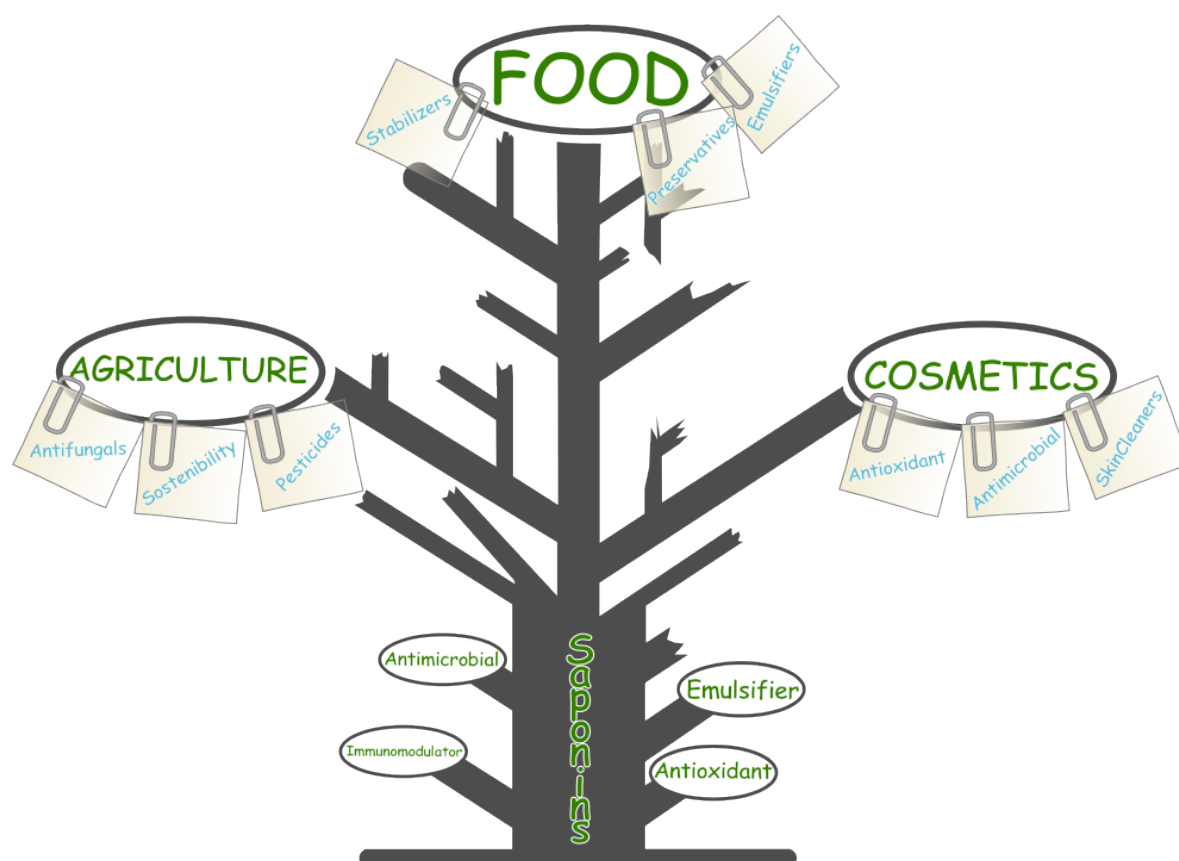 FOOD
Stabilizers
Preservatives
Emulsifiers
AGRICULTURE
Antifungals
Sostenibility
Pesticides
COSMETICS
Antioxidant
Antimicrobial
SkinCleaners
Saponins
Antimicrobial
Immunomodulator
Emulsifier
Antioxidant